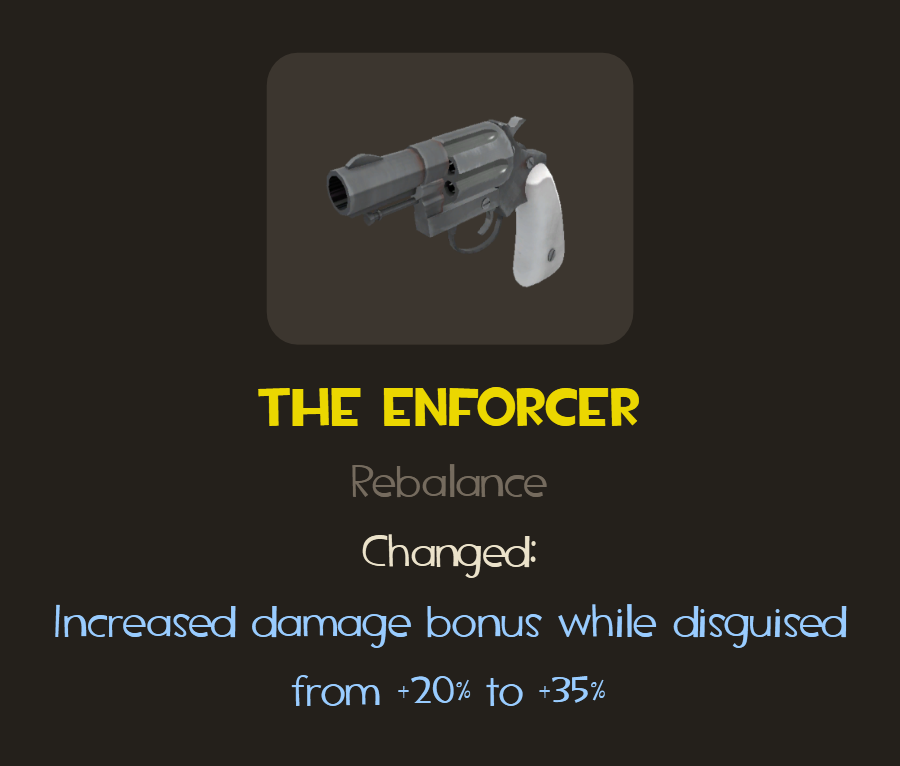 THE ENFORCER
Rebalance
Changed:
Increased damage bonus while disguised
from +20% to +35%